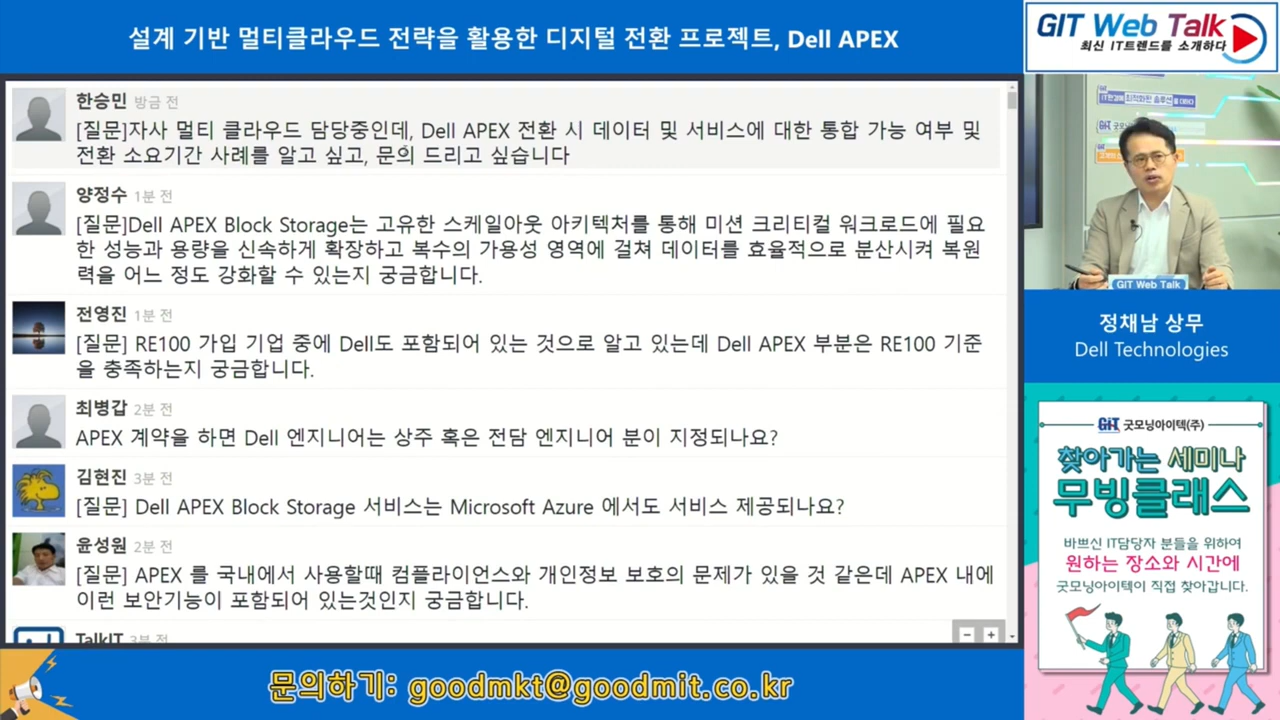 설계 기반 멀티클라우드 전략을 활용한 디지털 전환 프로젝트, Dell APEX
GIT Web Talk
최신 IT트렌드를 소개하다
한승민 방금 전
[질문]자사 멀티 클라우드 담당중인데, Dell APEX 전환 시 데이터 및 서비스에 대한 통합 가능 여부 및
전환 소요기간 사례를 알고 싶고, 문의 드리고 싶습니다
양정수 1분 전
[질문]Dell APEX Block Storage는 고유한 스케일아웃 아키텍처를 통해 미션 크리티컬 워크로드에 필요
한 성능과 용량을 신속하게 확장하고 복수의 가용성 영역에 걸쳐 데이터를 효율적으로 분산시켜 복원
력을 어느 정도 강화할 수 있는지 궁금합니다.
전영진 1분 전
[질문] RE100 가입 기업 중에 Dell도 포함되어 있는 것으로 알고 있는데 Dell APEX 부분은 RE100 기준
을 충족하는지 궁금합니다.
최병갑 2분 전
APEX 계약을 하면 Dell 엔지니어는 상주 혹은 전담 엔지니어 분이 지정되나요?
김현진 3분 전
[질문] Dell APEX Block Storage 서비스는 Microsoft Azure 에서도 서비스 제공되나요?
윤성원 2분 전
[질문] APEX 를 국내에서 사용할때 컴플라이언스와 개인정보 보호의 문제가 있을 것 같은데 APEX 내에
이런 보안기능이 포함되어 있는것인지 궁금합니다.
TalkIT 3분 전
문의하기: goodmkt@goodmit.co.kr
IT환경에 최적화된 솔루션을 더하다
GIT Web Talk
정채남 상무
Dell Technologies
GIT 굿모닝아이텍(주)
찾아가는 세미나
무빙클래스
바쁘신 IT담당자 분들을 위하여
원하는 장소와 시간에
굿모닝아이텍이 직접 찾아갑니다.